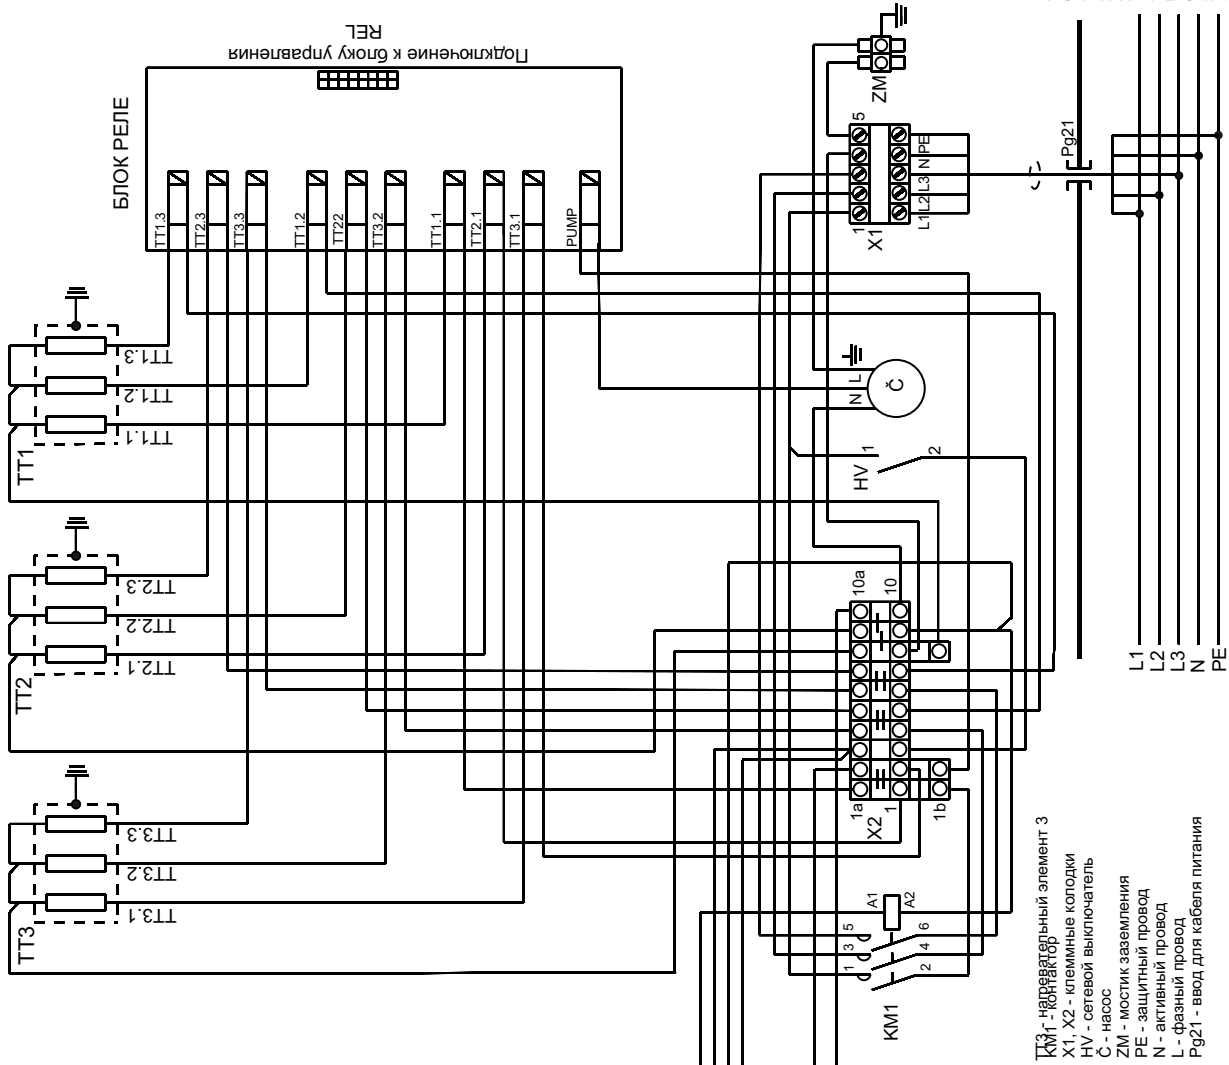 Подключение к блоку управления
REL
БЛОК РЕЛЕ
TT1.3
TT2.3
TT3.3
TT1.2
TT22
TT3.2
TT1.1
TT2.1
TT3.1
PUMP
ZM
1
5
X1
L1
L2
L3
N
PE
Pg21
TT1.3
TT1.2
TT1.1
TT1
N
L
Č
HV
1
2
TT2.3
TT2.2
TT2.1
TT2
10a
10
1a
1
X2
1b
L1
L2
L3
N
PE
TT3.3
TT3.2
TT3.1
TT3
A1
A2
5
3
1
6
4
2
KM1
TT3 - нагревательный элемент 3
KM1 - контактор
X1, X2 - клеммные колодки
HV - сетевой выключатель
Č - насос
ZM - мостик заземления
PE - защитный провод
N - активный провод
L - фазный провод
Pg21 - ввод для кабеля питания